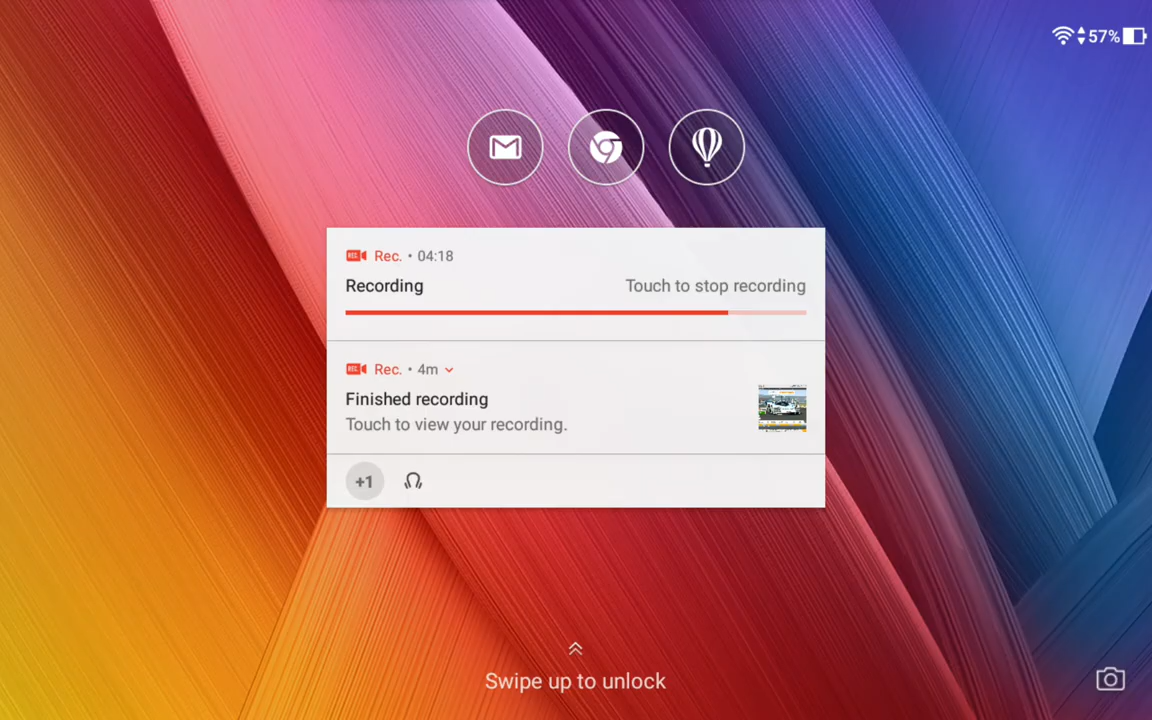 57%
Rec. • 04:18
Recording
Touch to stop recording
Rec. • 4m
Finished recording
Touch to view your recording.
+1
Swipe up to unlock